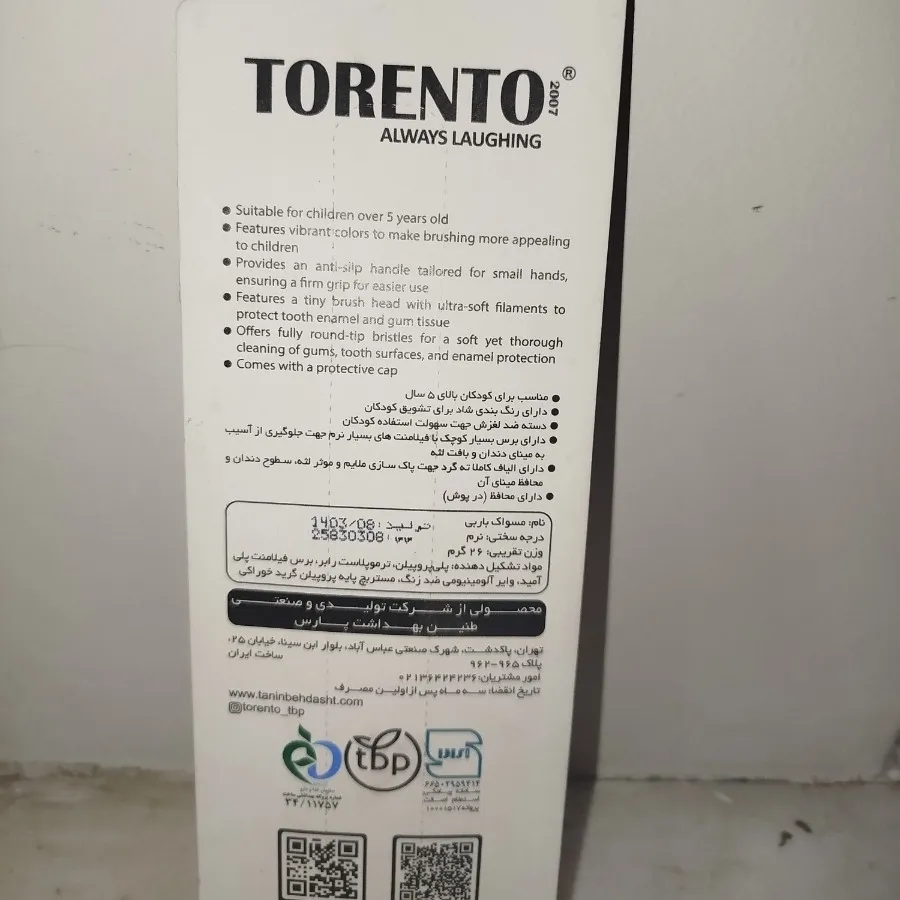 TORENTO® 2007
ALWAYS LAUGHING
● Suitable for children over 5 years old
● Features vibrant colors to make brushing more appealing
to children
● Provides an anti-slip handle tailored for small hands,
ensuring a firm grip for easier use
● Features a tiny brush head with ultra-soft filaments to
protect tooth enamel and gum tissue
● Offers fully round-tip bristles for a soft yet thorough
cleaning of gums, tooth surfaces, and enamel protection
● Comes with a protective cap
● مناسب برای کودکان بالای ۵ سال
● دارای رنگ بندی شاد برای تشویق کودکان
● دسته ضد لغزش جهت سهولت استفاده کودکان
● دارای برس بسیار کوچک با فیلامنت های بسیار نرم جهت جلوگیری از آسیب
به مینای دندان و بافت لثه
● دارای الیاف کاملا ته گرد جهت پاک سازی ملایم و موثر لثه، سطوح دندان و
محافظ مینای آن
● دارای محافظ (در پوش)
نام: مسواک باربی
تولید: 1403/08
درجه سختی: نرم
25830308
وزن تقریبی: ۲۶ گرم
مواد تشکیل دهنده: پلی‌پروپیلن، ترموپلاست رابر، برس فیلامنت پلی
آمید، وایر آلومینیومی ضد زنگ، مستربچ پایه پروپیلن گرید خوراکی
محصولی از شرکت تولیدی و صنعتی
طنین بهداشت پارس
تهران، پاکدشت، شهرک صنعتی عباس آباد، بلوار ابن سینا، خیابان ۲۵،
پلاک ۹۶۵-۹۶۲ ساخت ایران
امور مشتریان: ۰۲۱۳۶۴۲۴۲۳۶
تاریخ انقضا: سه ماه پس از اولین مصرف
www.taninbehdasht.com
torento_tbp
tbp
۳۴/۱۱۷۵۷
۶۶۵۰۲۹۵۹۴۱۴
سامانه پیامکی